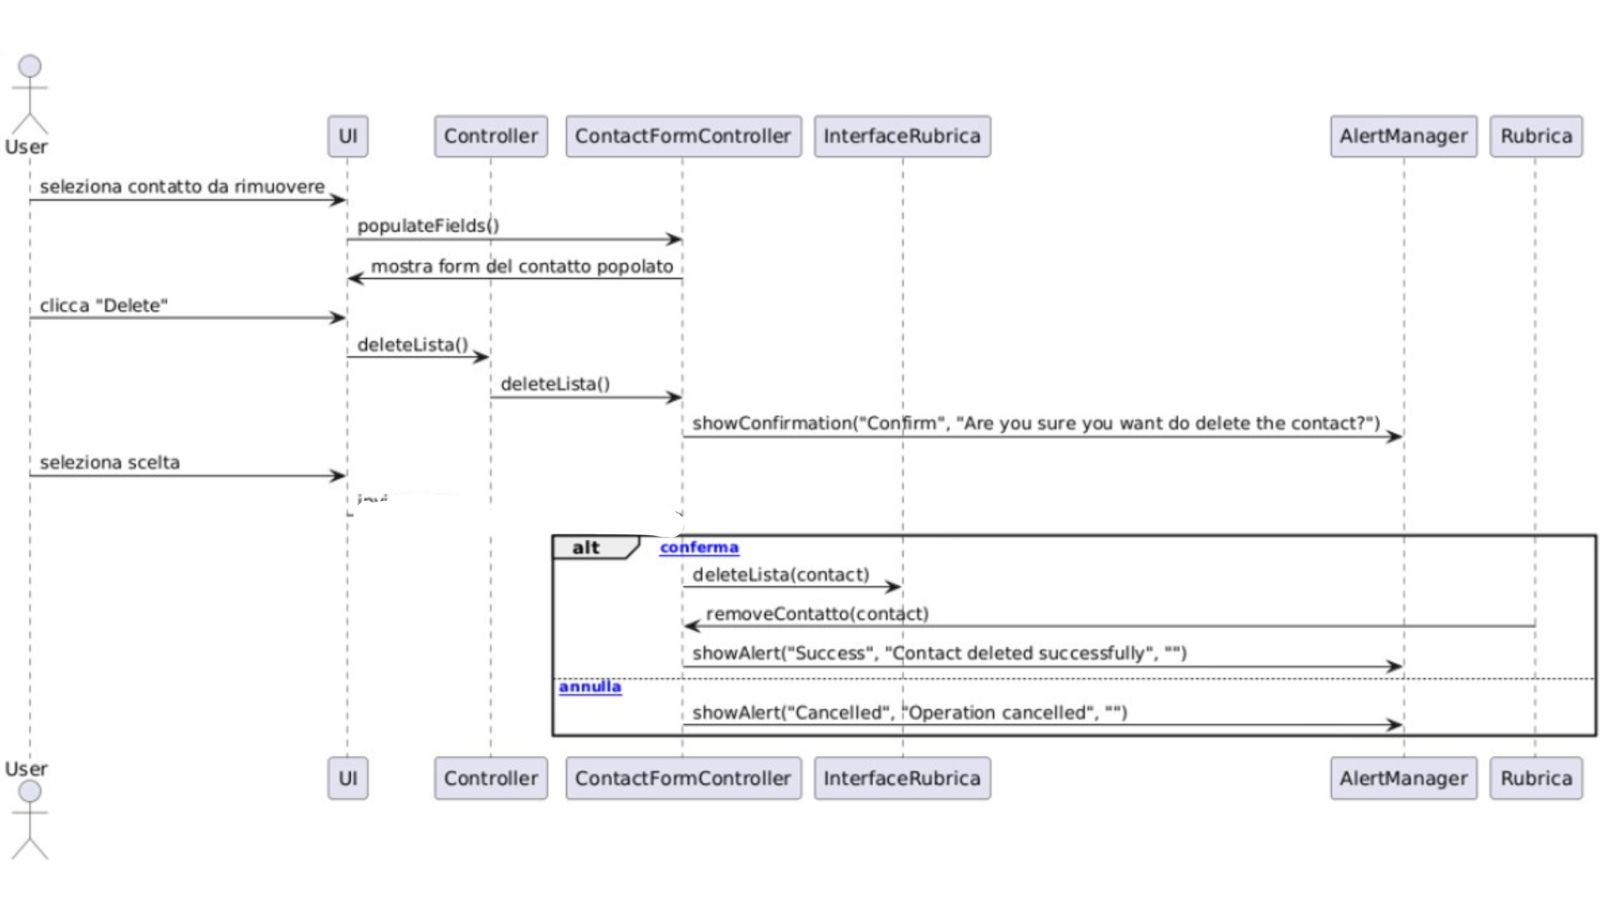 User
UI
Controller
ContactFormController
InterfaceRubrica
AlertManager
Rubrica
seleziona contatto da rimuovere
populateFields()
mostra form del contatto popolato
clicca "Delete"
deleteLista()
deleteLista()
showConfirmation("Confirm", "Are you sure you want do delete the contact?")
seleziona scelta
alt
conferma
deleteLista(contact)
removeContatto(contact)
showAlert("Success", "Contact deleted successfully", "")
annulla
showAlert("Cancelled", "Operation cancelled", "")
User
UI
Controller
ContactFormController
InterfaceRubrica
AlertManager
Rubrica